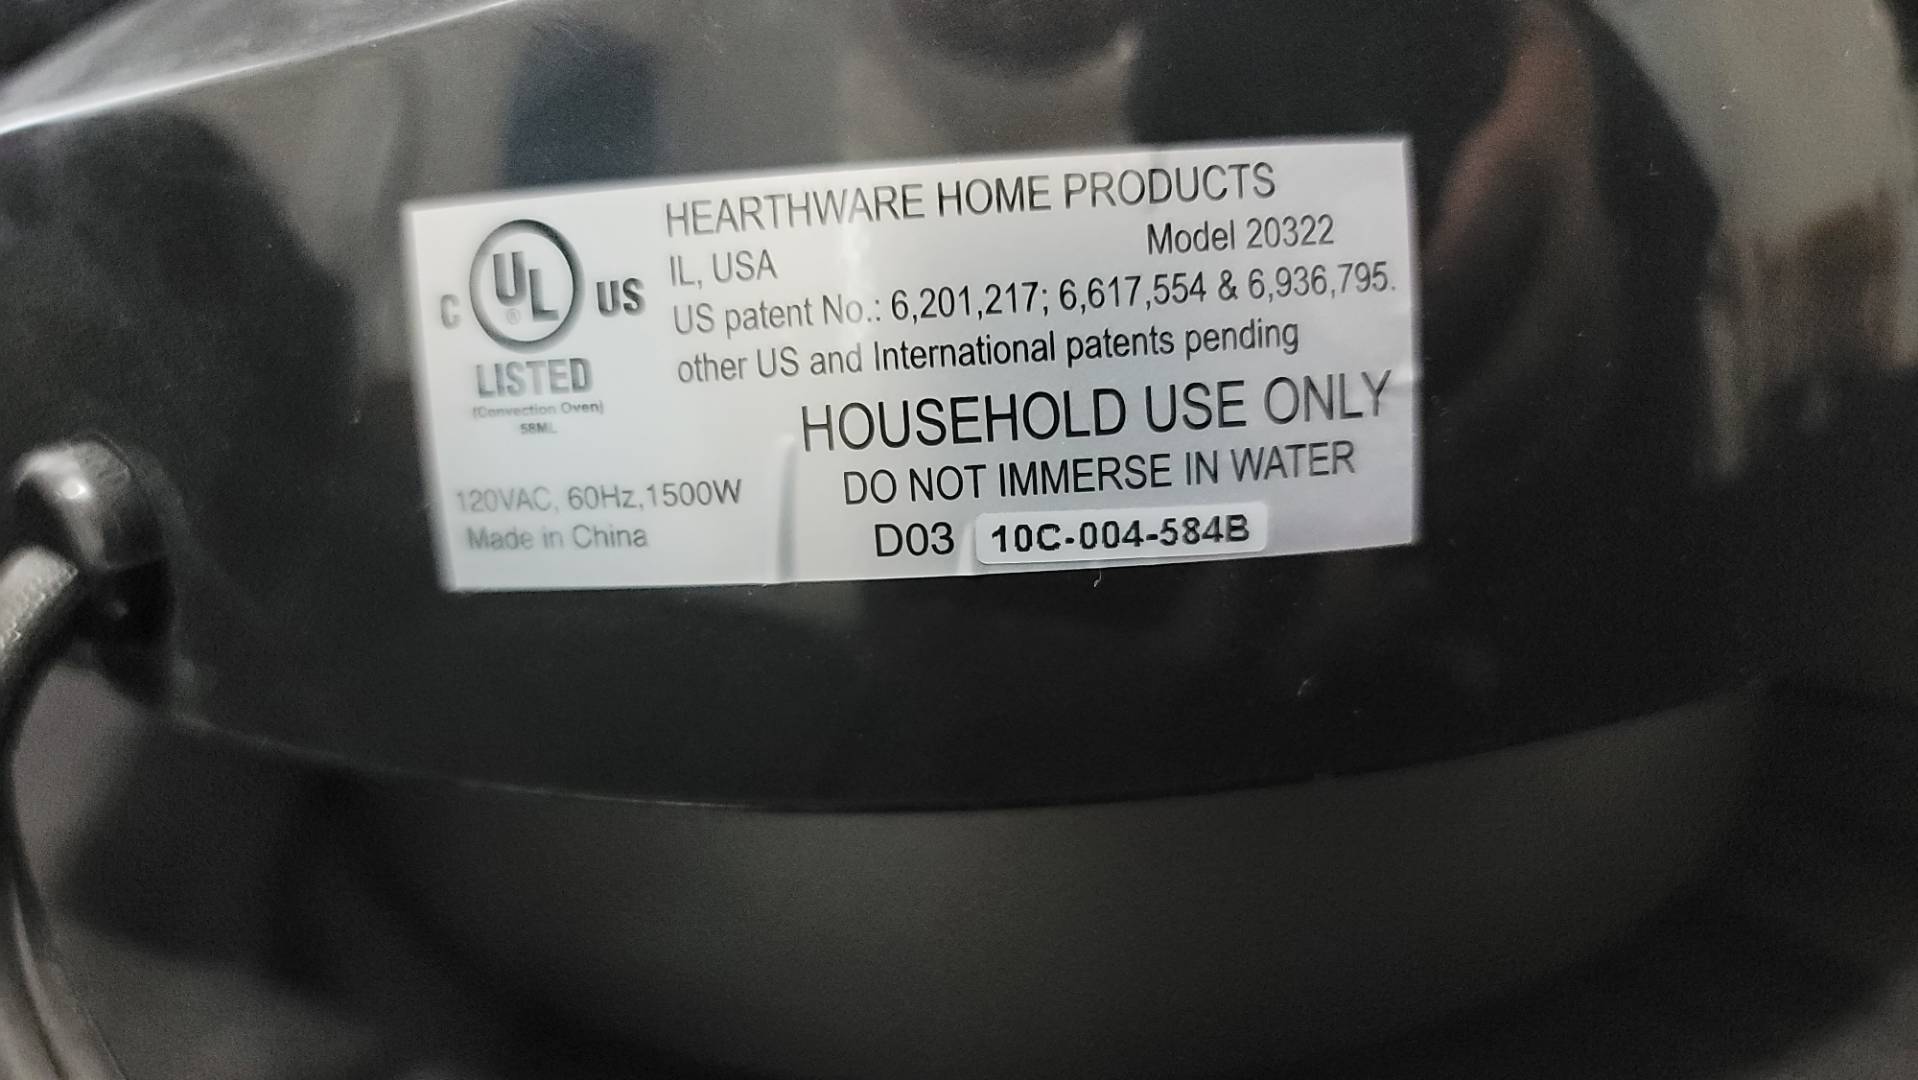 HEARTHWARE HOME PRODUCTS
Model 20322
IL, USA
US patent No.: 6,201,217; 6,617,554 & 6,936,795.
other US and International patents pending
C UL ® US
LISTED
(Convection Oven)
58ML
HOUSEHOLD USE ONLY
DO NOT IMMERSE IN WATER
120VAC, 60Hz,1500W
Made in China
D03 10C-004-584B